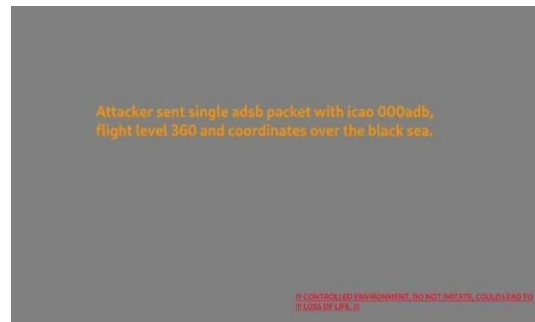 Attacker sent single adsb packet with icao 000adb,
flight level 360 and coordinates over the black sea.
!!! CONTROLLED ENVIRONMENT, DO NOT IMITATE, COULD LEAD TO
!!! LOSS OF LIFE. !!!